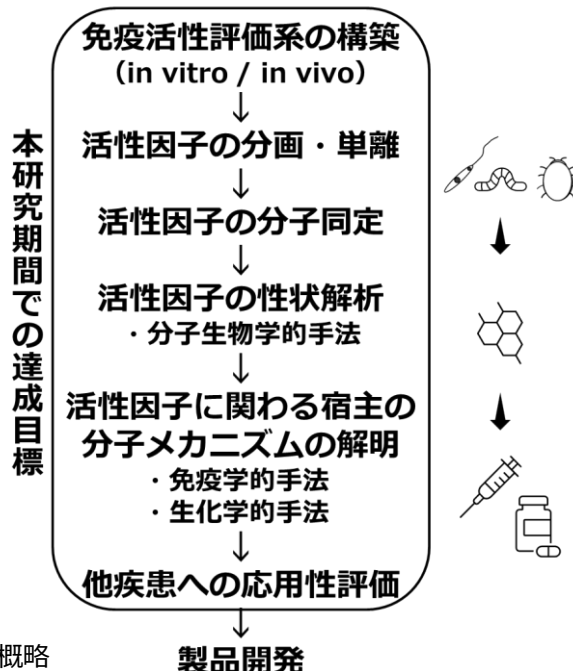 本研究期間での達成目標
免疫活性評価系の構築
(in vitro / in vivo)
↓
活性因子の分画・単離
↓
活性因子の分子同定
↓
活性因子の性状解析
・分子生物学的手法
↓
活性因子に関わる宿主の
分子メカニズムの解明
・免疫学的手法
・生化学的手法
↓
他疾患への応用性評価
↓
製品開発
概略